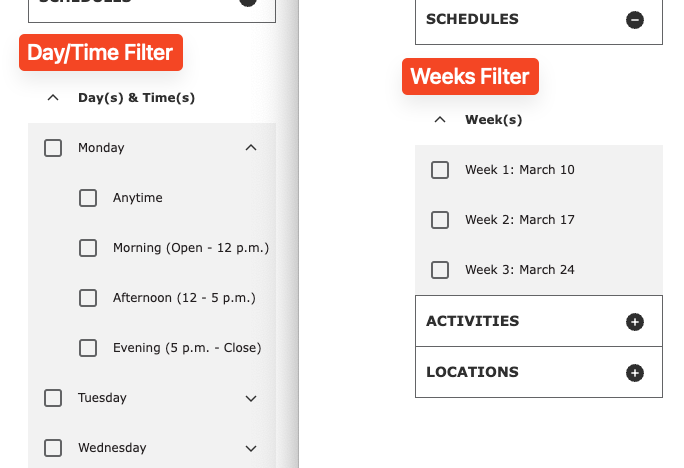 SCHEDULES
Day/Time Filter
Day(s) & Time(s)
Monday
Anytime
Morning (Open - 12 p.m.)
Afternoon (12 - 5 p.m.)
Evening (5 p.m. - Close)
Tuesday
Wednesday
SCHEDULES
Weeks Filter
Week(s)
Week 1: March 10
Week 2: March 17
Week 3: March 24
ACTIVITIES
LOCATIONS